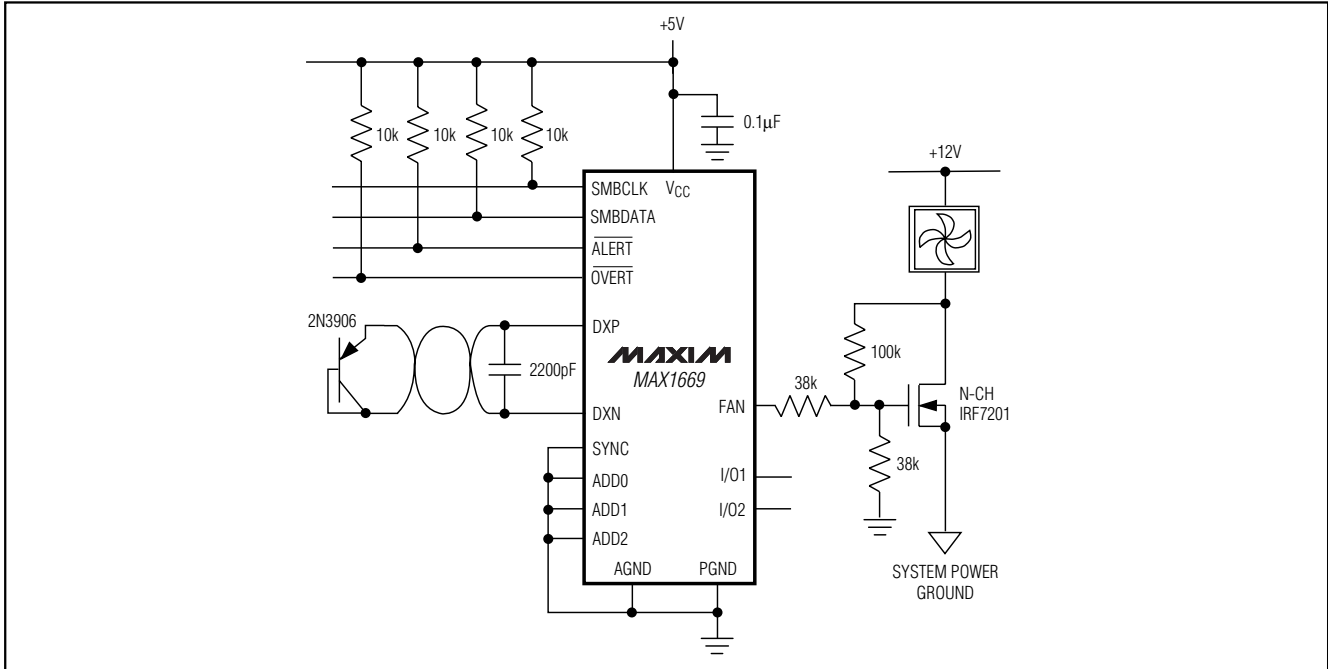 +5V
10k
10k
10k
10k
0.1µF
+12V
SMBCLK
VCC
SMBDATA
ALERT
OVERT
2N3906
DXP
2200pF
MAXIM
MAX1669
100k
DXN
FAN
38k
N-CH
IRF7201
SYNC
38k
ADD0
I/O1
ADD1
I/O2
ADD2
AGND
PGND
SYSTEM POWER
GROUND